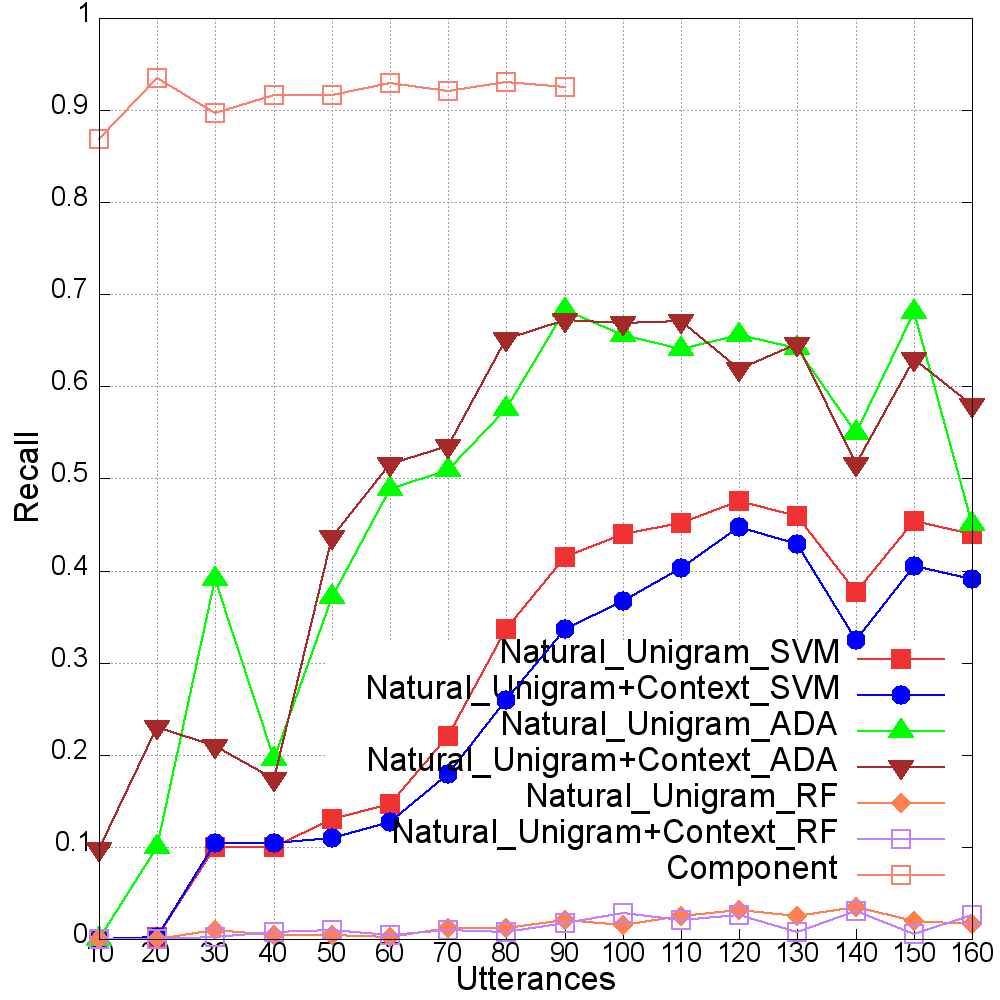 1
0.9
0.8
0.7
0.6
0.5
0.4
0.3
0.2
0.1
0
Recall
Natural_Unigram_SVM
Natural_Unigram+Context_SVM
Natural_Unigram_ADA
Natural_Unigram+Context_ADA
Natural_Unigram_RF
Natural_Unigram+Context_RF
Component
10 20 30 40 50 60 70 80 90 100 110 120 130 140 150 160
Utterances